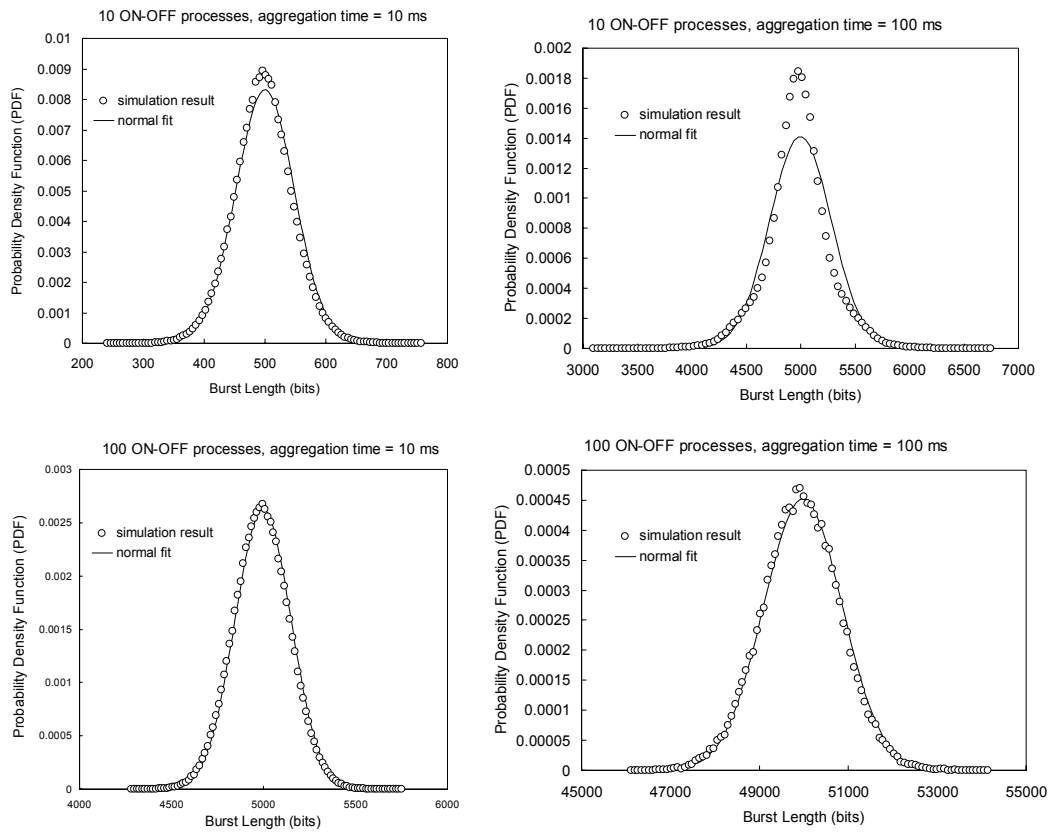 10 ON-OFF processes, aggregation time = 10 ms
0.01
0.009
0.008
0.007
0.006
0.005
0.004
0.003
0.002
0.001
0
Probability Density Function (PDF)
simulation result
normal fit
200 300 400 500 600 700 800
Burst Length (bits)
10 ON-OFF processes, aggregation time = 100 ms
0.002
0.0018
0.0016
0.0014
0.0012
0.001
0.0008
0.0006
0.0004
0.0002
0
Probability Density Function (PDF)
simulation result
normal fit
3000 3500 4000 4500 5000 5500 6000 6500 7000
Burst Length (bits)
100 ON-OFF processes, aggregation time = 10 ms
0.003
0.0025
0.002
0.0015
0.001
0.0005
0
Probability Density Function (PDF)
simulation result
normal fit
4000 4500 5000 5500 6000
Burst Length (bits)
100 ON-OFF processes, aggregation time = 100 ms
0.0005
0.00045
0.0004
0.00035
0.0003
0.00025
0.0002
0.00015
0.0001
0.00005
0
Probability Density Function (PDF)
simulation result
normal fit
45000 47000 49000 51000 53000 55000
Burst Length (bits)